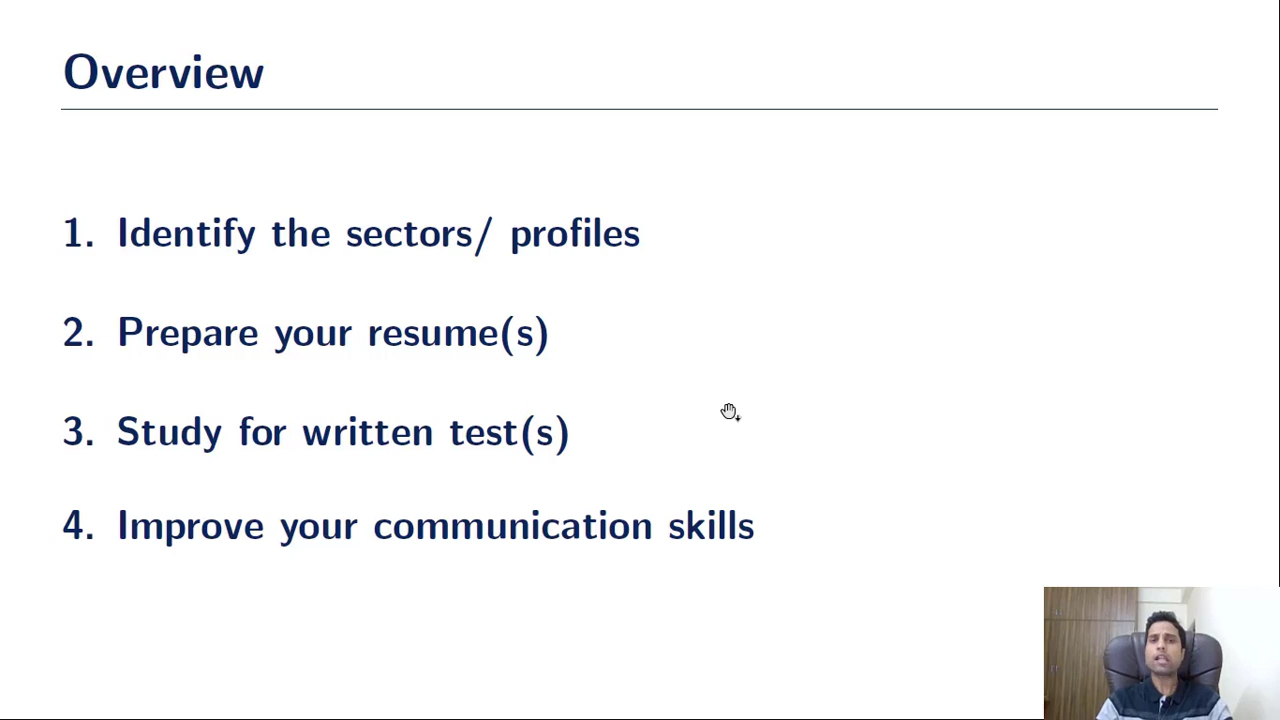 Overview
1. Identify the sectors/ profiles
2. Prepare your resume(s)
3. Study for written test(s)
4. Improve your communication skills